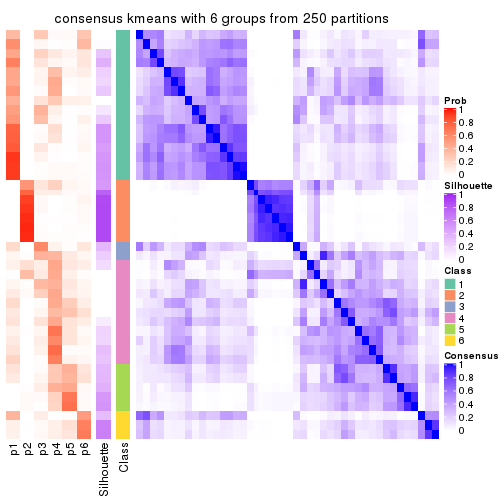 consensus kmeans with 6 groups from 250 partitions
Prob
1
0.8
0.6
0.4
0.2
0
Silhouette
1
0.8
0.6
0.4
0.2
0
Class
1
2
3
4
5
6
Consensus
1
0.8
0.6
0.4
0.2
0
p1
p2
p3
p4
p5
p6
Silhouette
Class